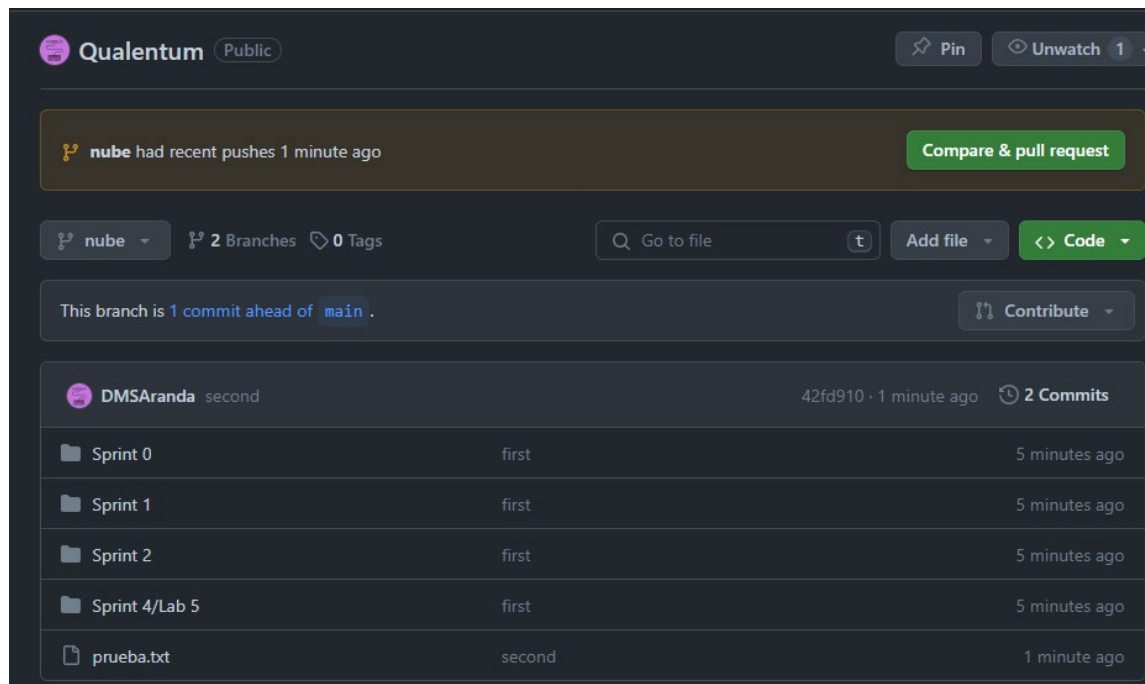 Qualentum Public Pin Unwatch 1
nube had recent pushes 1 minute ago Compare & pull request
nube 2 Branches 0 Tags Go to file t Add file Code
This branch is 1 commit ahead of main . Contribute
DMSAranda second 42fd910 · 1 minute ago 2 Commits
Sprint 0 first 5 minutes ago
Sprint 1 first 5 minutes ago
Sprint 2 first 5 minutes ago
Sprint 4/Lab 5 first 5 minutes ago
prueba.txt second 1 minute ago